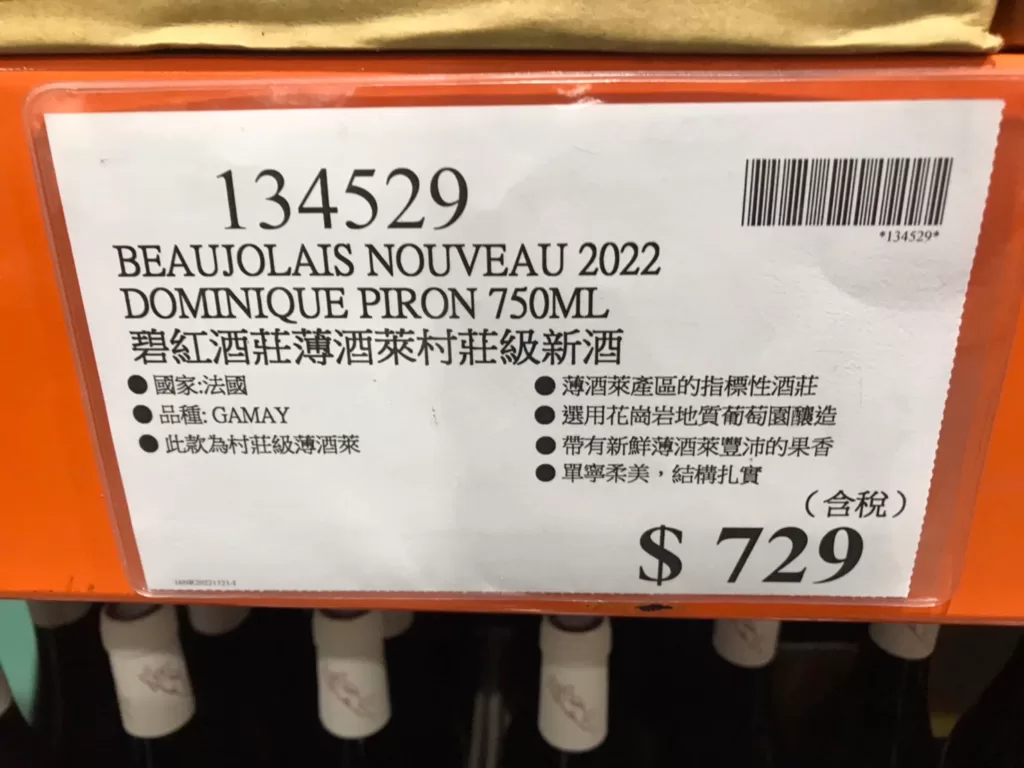 134529
*134529*
BEAUJOLAIS NOUVEAU 2022
DOMINIQUE PIRON 750ML
碧紅酒莊薄酒萊村莊級新酒
●國家:法國
●品種: GAMAY
●此款為村莊級薄酒萊
●薄酒萊產區的指標性酒莊
●選用花崗岩地質葡萄園釀造
●帶有新鮮薄酒萊豐沛的果香
●單寧柔美，結構扎實
（含稅）
$ 729